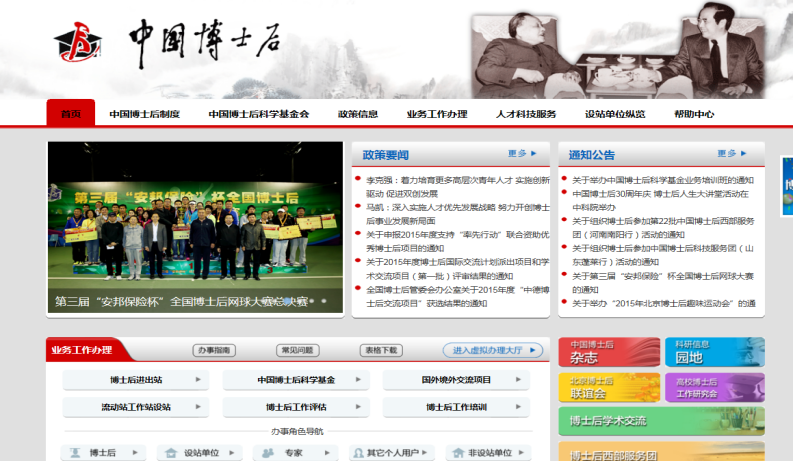 中国博士后
首页 中国博士后制度 中国博士后科学基金会 政策信息 业务工作办理 人才科技服务 设站单位纵览 帮助中心
第三届“安邦保险”杯全国博士后
第三届“安邦保险杯”全国博士后网球大赛总决赛
政策要闻 更多
李克强：着力培育更多高层次青年人才 实施创新
驱动 促进双创发展
马凯：深入实施人才优先发展战略 努力开创博士
后事业发展新局面
关于申报2015年度支持“率先行动”联合资助优
秀博士后项目的通知
关于2015年度博士后国际交流计划派出项目和学
术交流项目（第一批）评审结果的通知
全国博士后管委会办公室关于2015年度“中德博
士后交流项目”获选结果的通知
通知公告 更多
关于举办中国博士后科学基金业务培训班的通知
中国博士后30周年庆 博士后人生大讲堂活动在
中科院举办
关于组织博士后参加第22批中国博士后西部服务
团（河南南阳行）活动的通知
关于组织博士后参加中国博士后科技服务团（山
东蓬莱行）活动的通知
关于第三届“安邦保险”杯全国博士后网球大赛
的通知
关于举办“2015年北京博士后趣味运动会”的通
博
业务工作办理 办事指南 常见问题 表格下载 进入虚拟办理大厅
博士后进出站 中国博士后科学基金 国外境外交流项目
流动站工作站设站 博士后工作评估 博士后工作培训
办事角色导航
博士后 设站单位 专家 其它个人用户 非设站单位
中国博士后
杂志
科研信息
园地
北京博士后
联谊会
高校博士后
工作研究会
博士后学术交流
博士后西部服务团